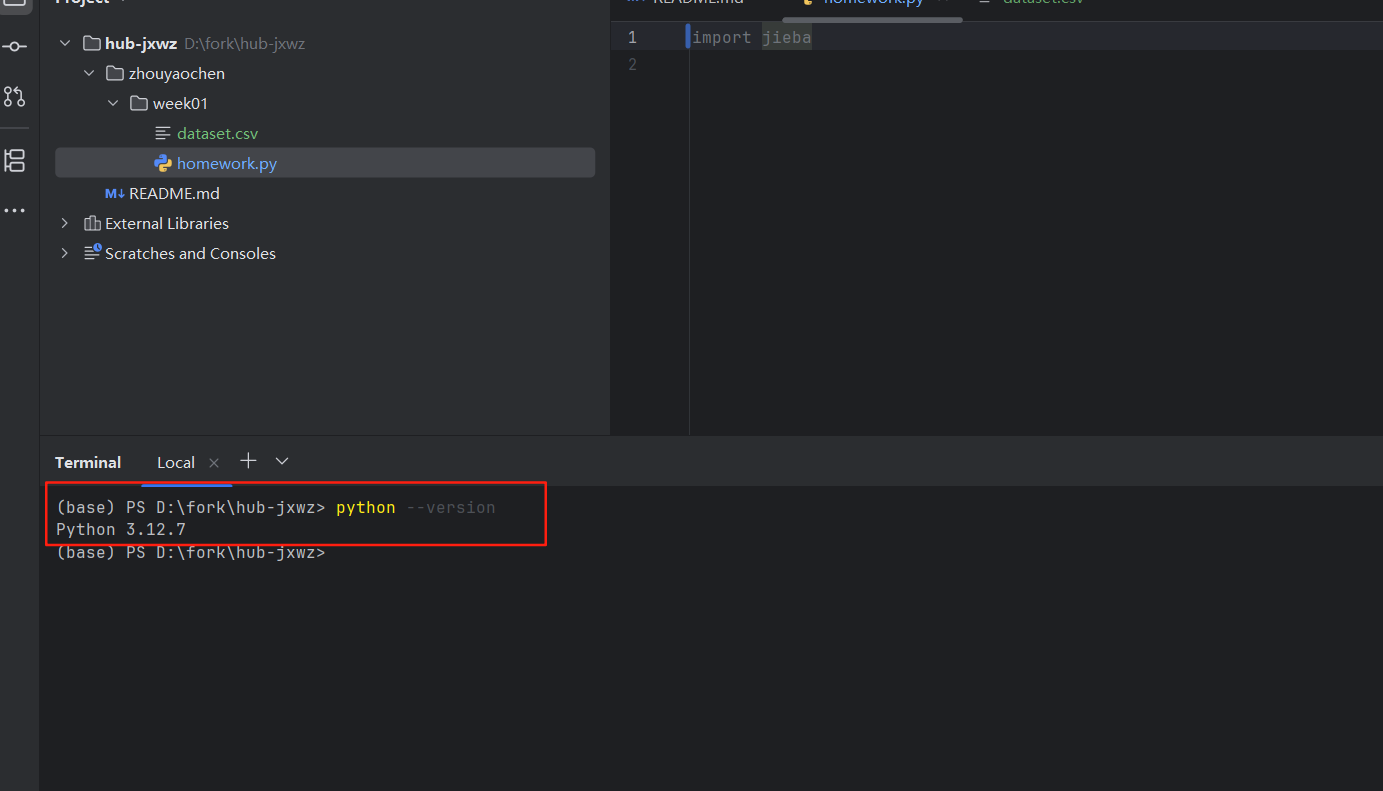 Project
README.md
homework.py
dataset.csv
hub-jxwz D:\fork\hub-jxwz
zhouyaochen
week01
dataset.csv
homework.py
M↓ README.md
External Libraries
Scratches and Consoles
1 import jieba
2
Terminal Local
(base) PS D:\fork\hub-jxwz> python --version
Python 3.12.7
(base) PS D:\fork\hub-jxwz>